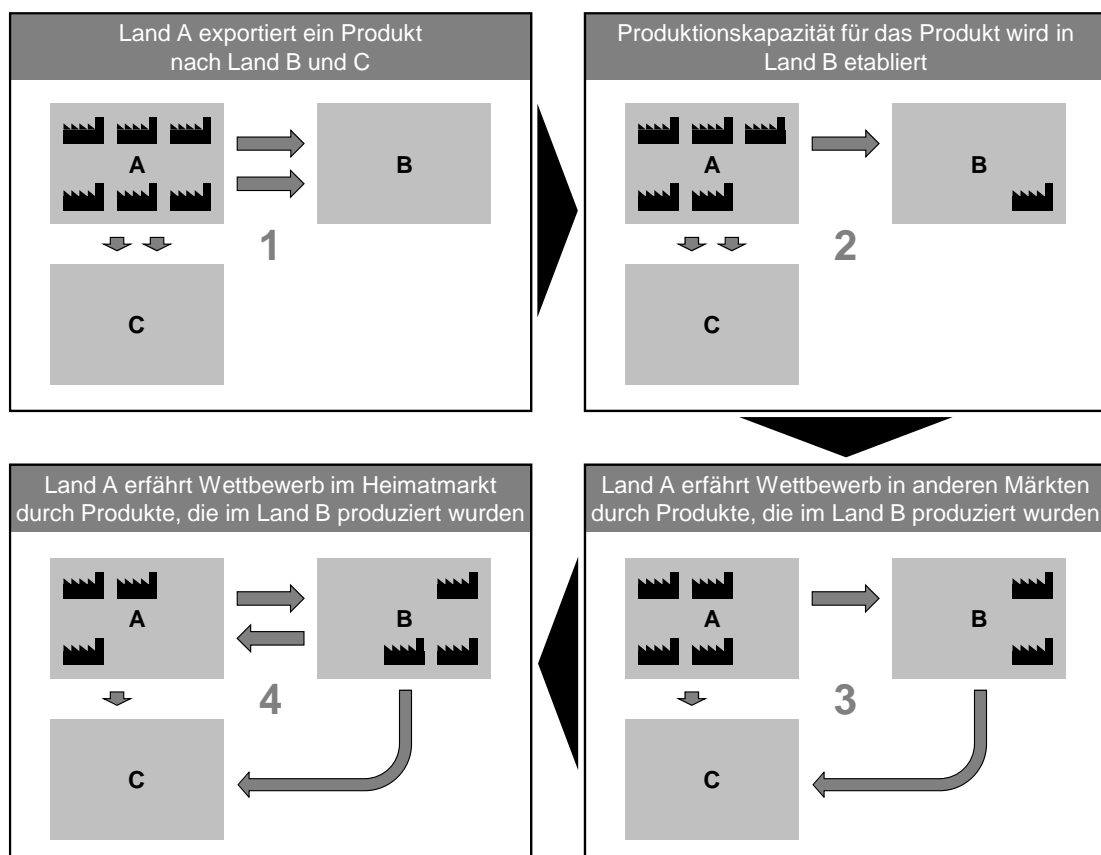 Land A exportiert ein Produkt
nach Land B und C
A
B
1
C
Produktionskapazität für das Produkt wird in
Land B etabliert
A
B
2
C
Land A erfährt Wettbewerb in anderen Märkten
durch Produkte, die im Land B produziert wurden
A
B
3
C
Land A erfährt Wettbewerb im Heimatmarkt
durch Produkte, die im Land B produziert wurden
A
B
4
C